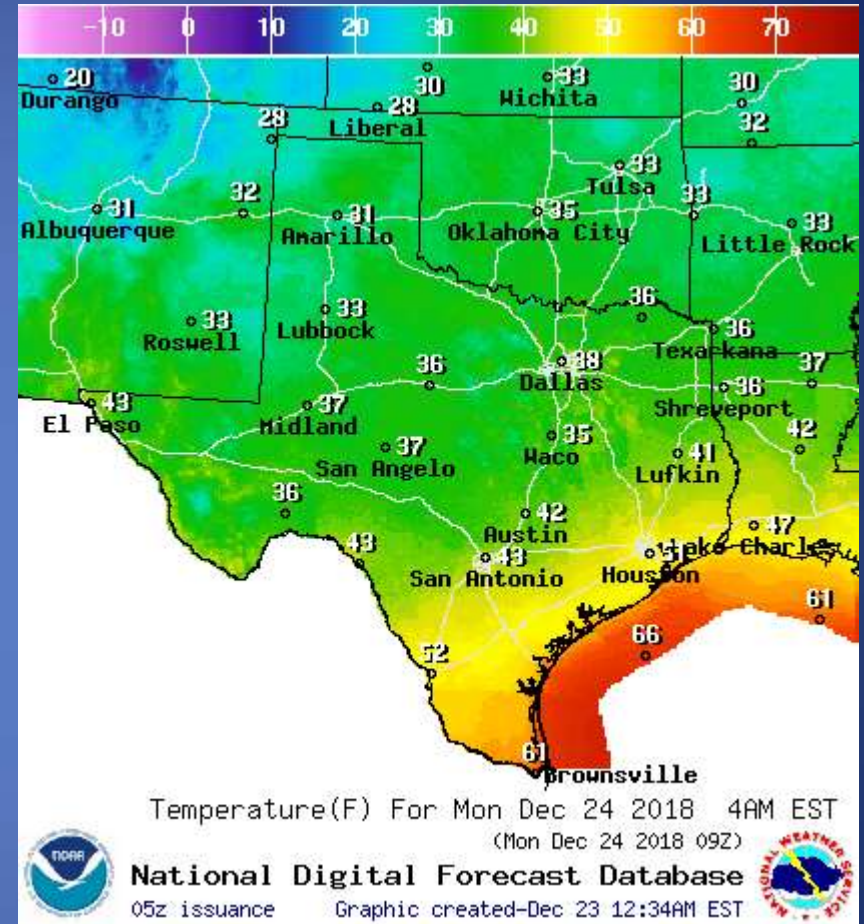 -10 0 10 20 30 40 50 60 70
20
Durango
30
33
Wichita
30
28
Liberal
28
32
33
Tulsa
31
Albuquerque
32
31
Amarillo
35
Oklahoma City
33
33
Little Rock
33
Roswell
33
Lubbock
36
36
Texarkana
38
Dallas
36
37
36
Shreveport
43
El Paso
37
Midland
37
San Angelo
35
Waco
41
Lufkin
42
36
42
Austin
47
Lake Charles
43
43
San Antonio
51
Houston
61
66
52
61
Brownsville
Temperature(F) For Mon Dec 24 2018 4AM EST
(Mon Dec 24 2018 09Z)
NOAA
NATIONAL WEATHER SERVICE
National Digital Forecast Database
05z issuance Graphic created-Dec 23 12:34AM EST